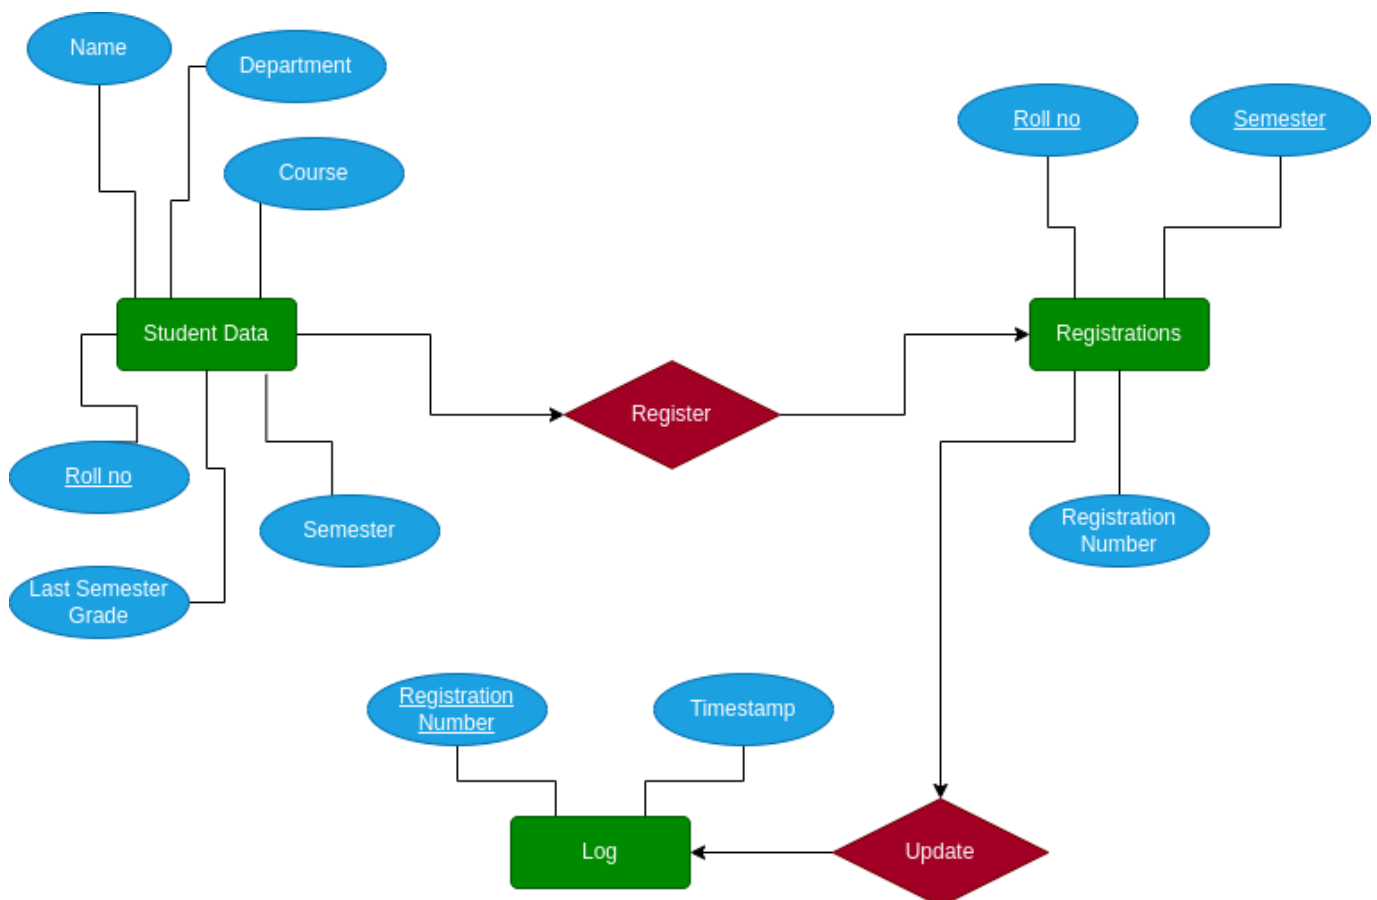 Name
Department
Course
Roll no
Semester
Student Data
Registrations
Register
Roll no
Semester
Last Semester
Grade
Registration
Number
Registration
Number
Timestamp
Log
Update